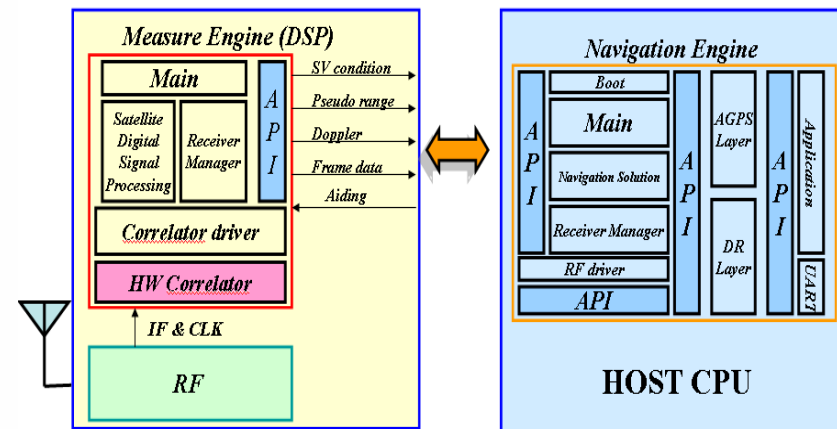 Measure Engine (DSP)
Main
Satellite
Digital
Signal
Processing
Receiver
Manager
A
P
I
SV condition
Pseudo range
Doppler
Frame data
Aiding
Correlator driver
HW Correlator
IF & CLK
RF
Navigation Engine
A
P
I
Boot
Main
Navigation Solution
Receiver Manager
RF driver
API
A
P
I
AGPS
Layer
DR
Layer
A
P
I
Application
UART
HOST CPU